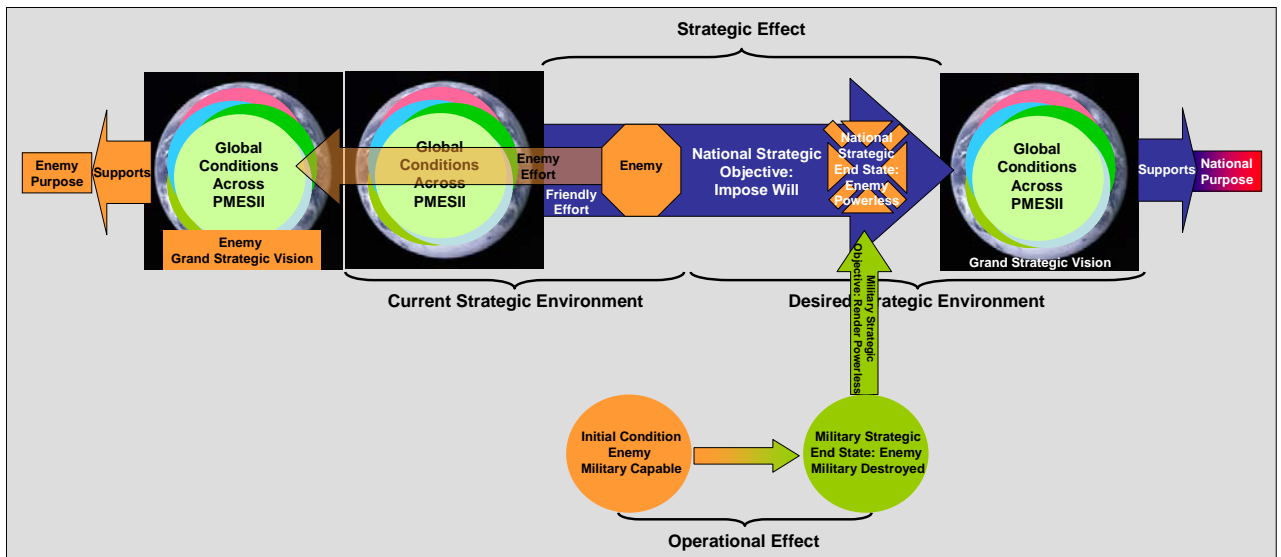 Strategic Effect
Enemy
Purpose
Supports
Global
Conditions
Across
PMESII
Enemy
Grand Strategic Vision
Global
Conditions
Across
PMESII
Enemy
Effort
Friendly
Effort
Enemy
National Strategic
Objective:
Impose Will
National
Strategic
End State:
Enemy
Powerless
Global
Conditions
Across
PMESII
Grand Strategic Vision
Supports
National
Purpose
Current Strategic Environment
Desired Strategic Environment
Military Strategic
Objective: Render Powerless
Initial Condition
Enemy
Military Capable
Military Strategic
End State: Enemy
Military Destroyed
Operational Effect